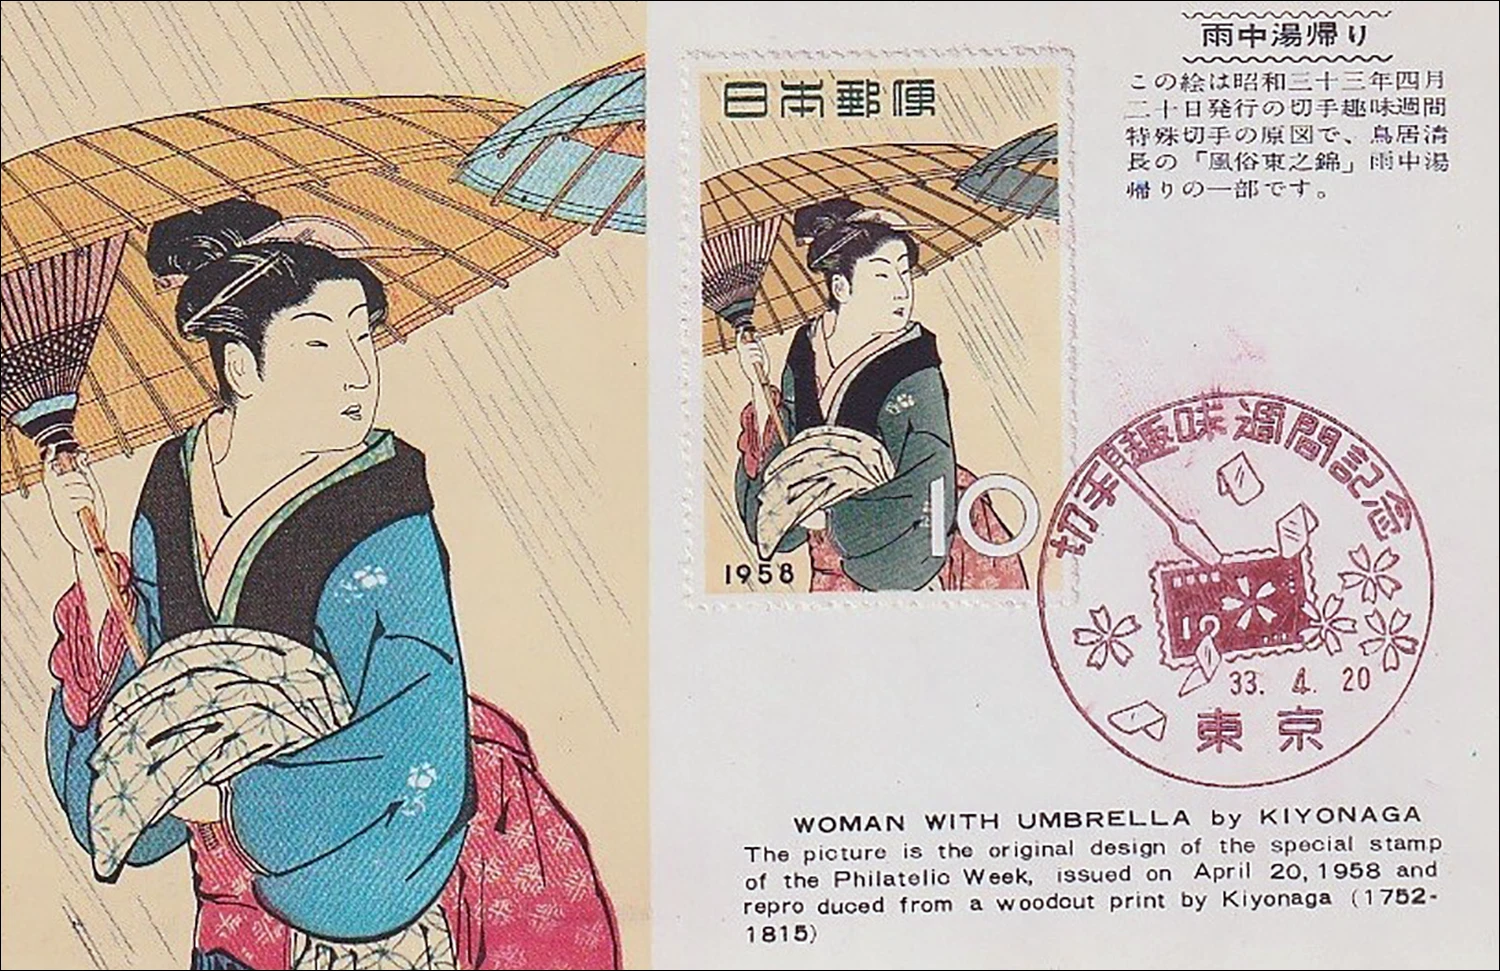 雨中湯帰り
この絵は昭和三十三年四月
二十日発行の切手趣味週間
特殊切手の原図で、鳥居清
長の「風俗東之錦」雨中湯
帰りの一部です。
日本郵便
10
1958
切手趣味週間記念
10
33. 4. 20
東京
WOMAN WITH UMBRELLA by KIYONAGA
The picture is the original design of the special stamp
of the Philatelic Week, issued on April 20, 1958 and
repro duced from a woodout print by Kiyonaga (1752-
1815)